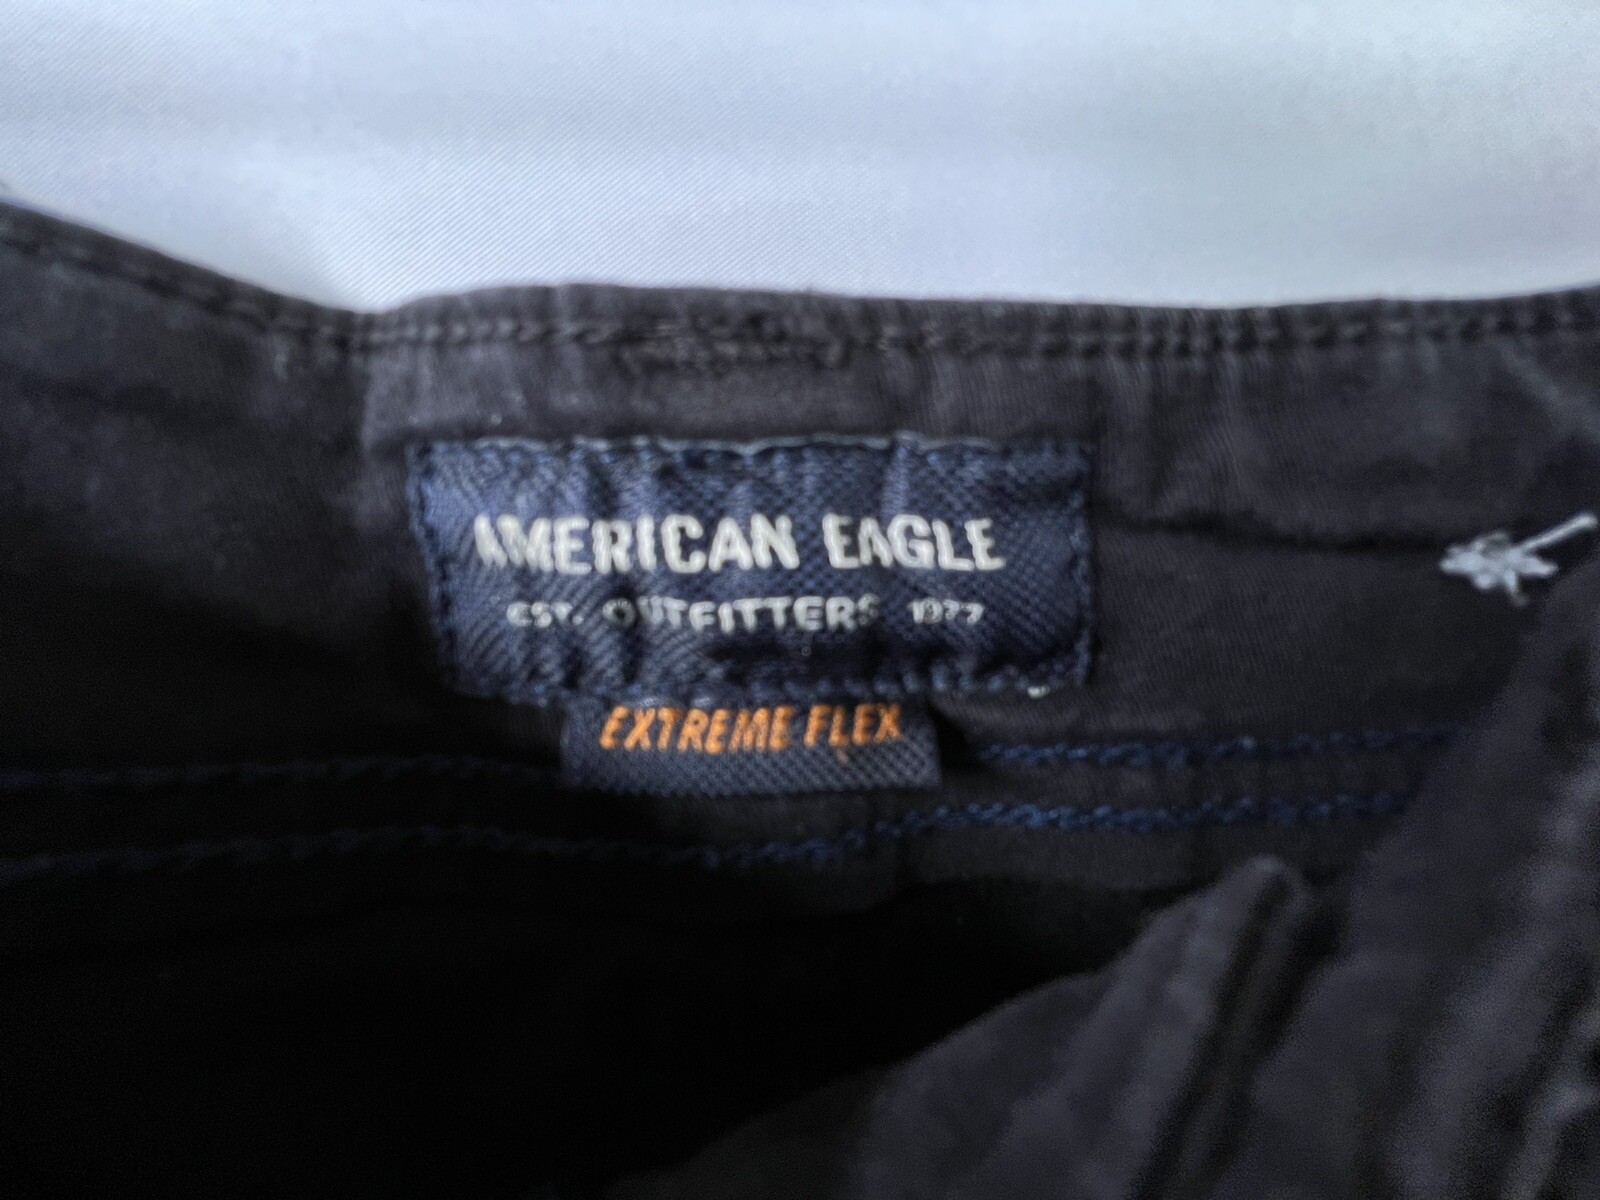 AMERICAN EAGLE
EST. OUTFITTERS 1977
EXTREME FLEX